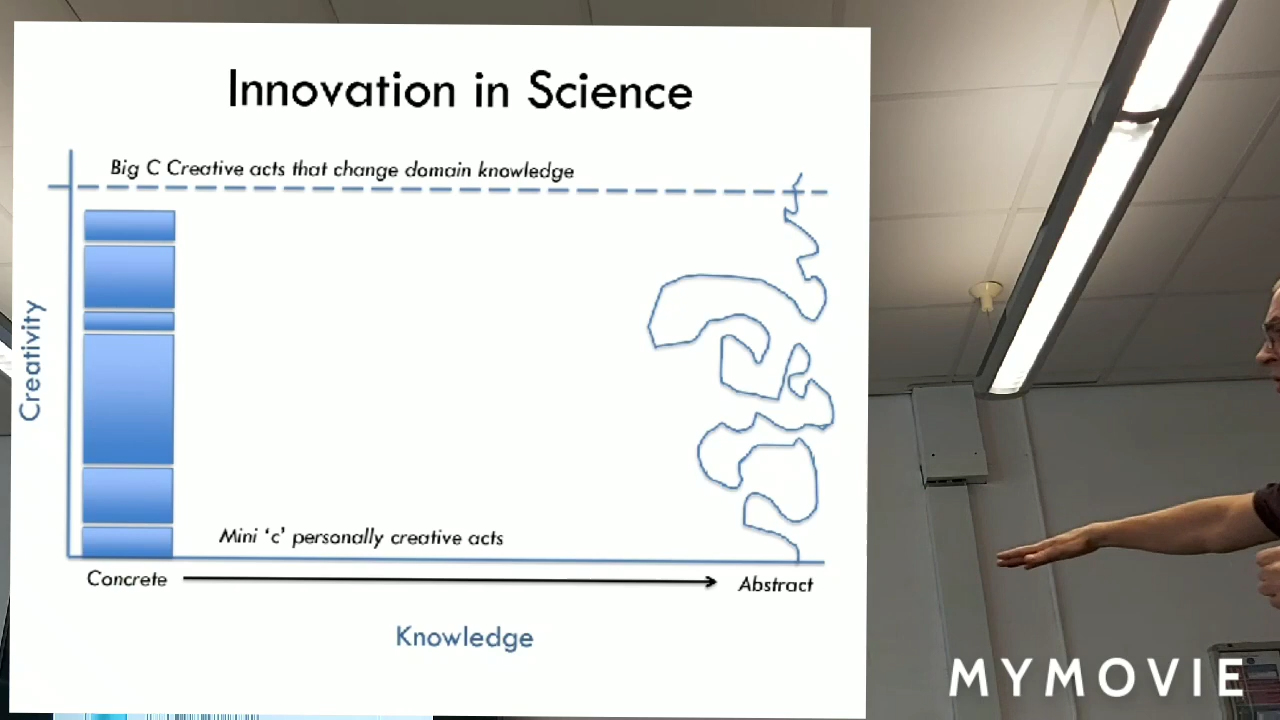 Innovation in Science
Big C Creative acts that change domain knowledge
Creativity
Mini ‘c’ personally creative acts
Concrete
Abstract
Knowledge
MYMOVIE